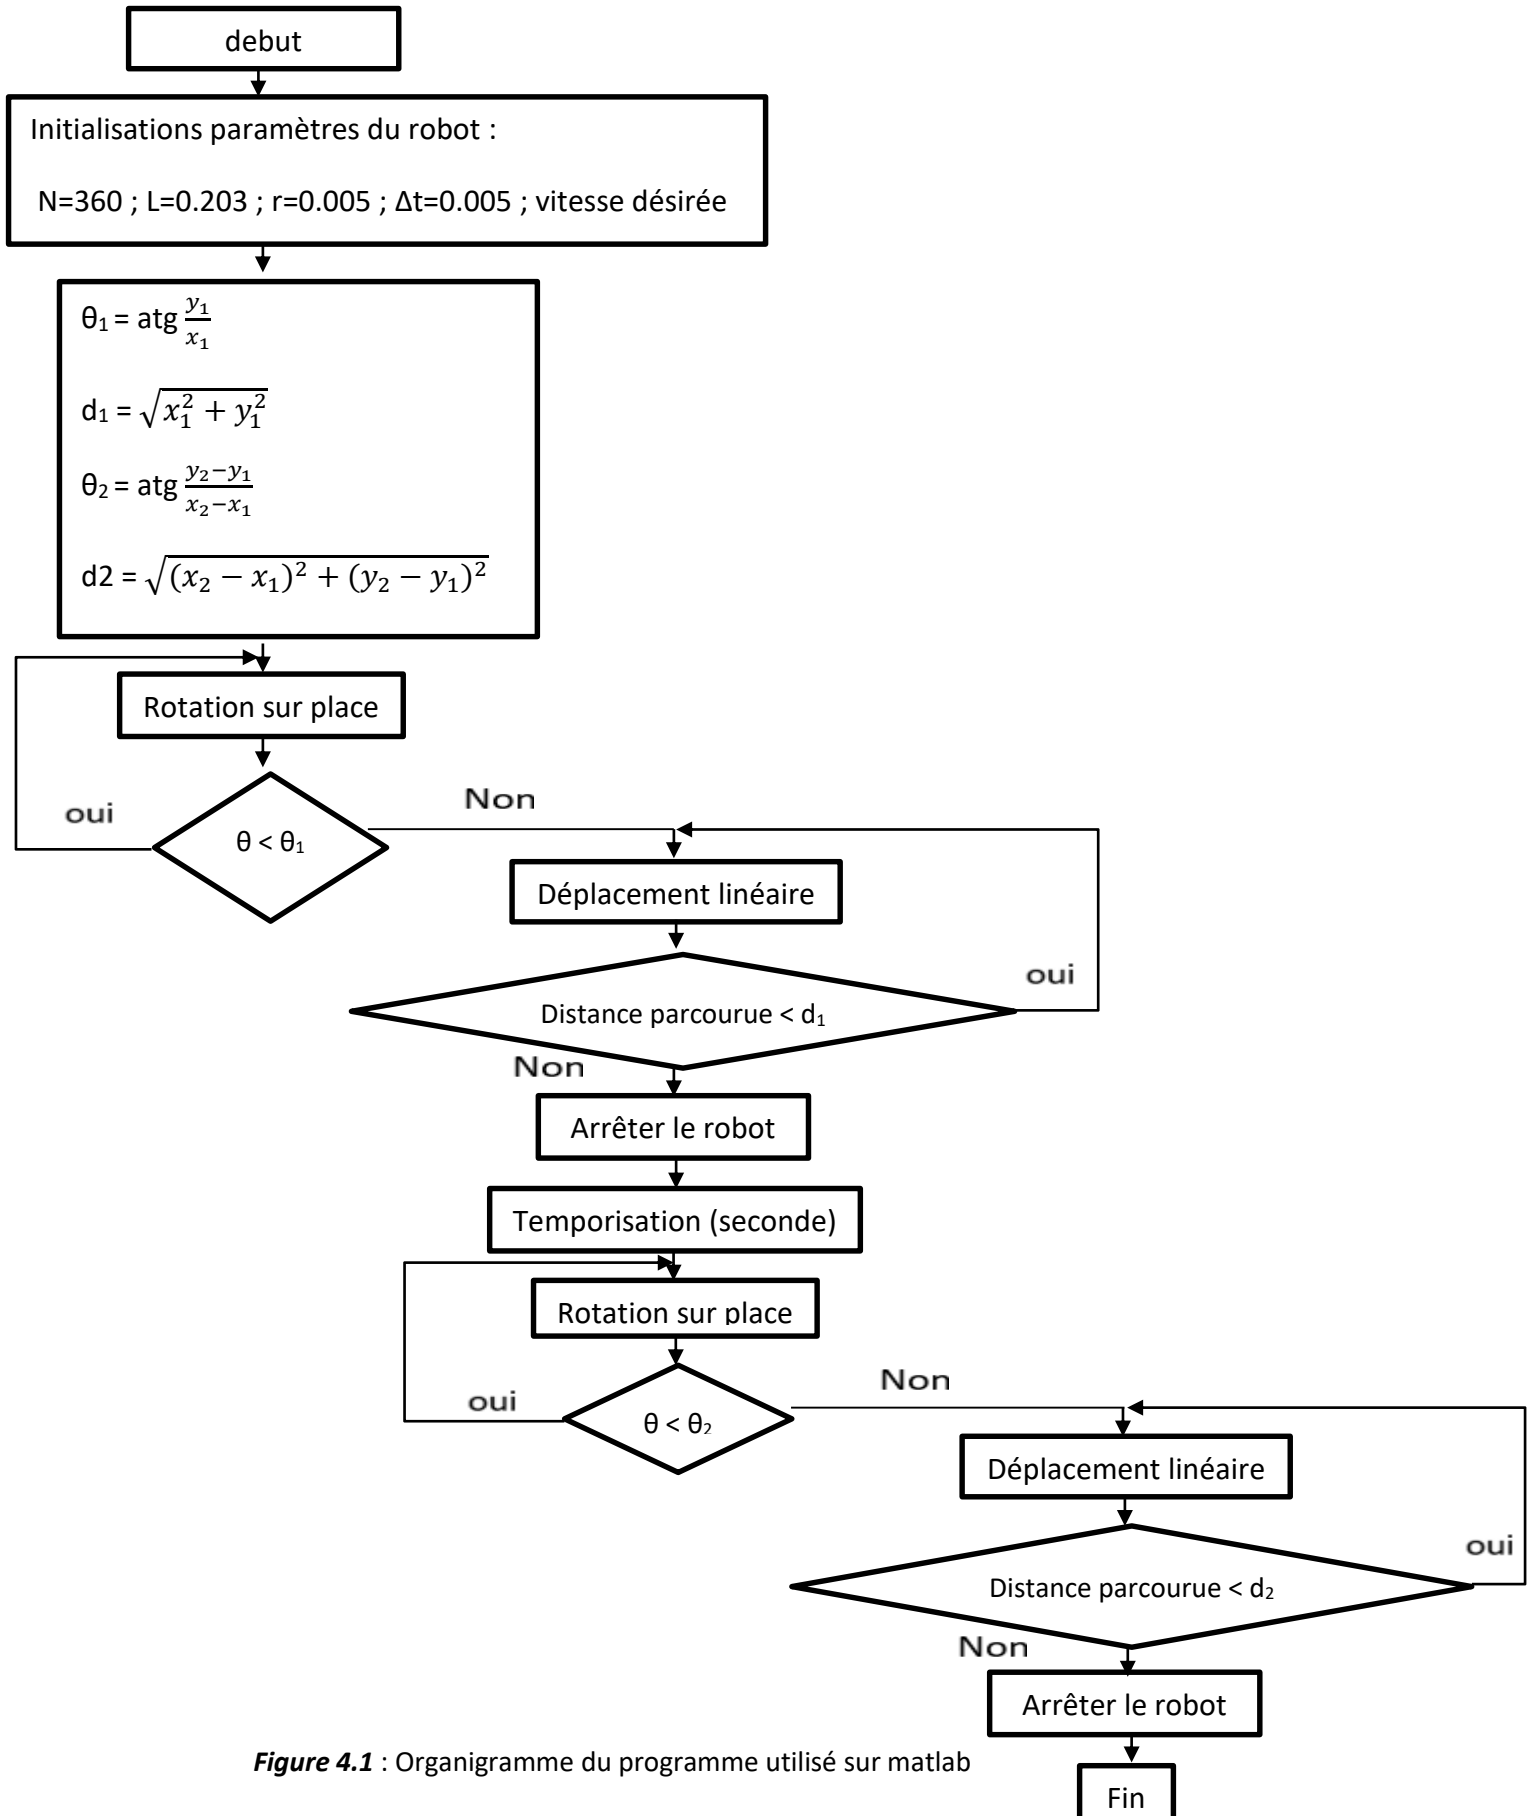 debut
Initialisations paramètres du robot :
N=360 ; L=0.203 ; r=0.005 ; Δt=0.005 ; vitesse désirée
θ₁ = atg y₁/x₁
d₁ = √(x₁² + y₁²)
θ₂ = atg (y₂−y₁)/(x₂−x₁)
d2 = √((x₂ − x₁)² + (y₂ − y₁)²)
Rotation sur place
oui
θ < θ₁
Non
Déplacement linéaire
oui
Distance parcourue < d₁
Non
Arrêter le robot
Temporisation (seconde)
Rotation sur place
oui
θ < θ₂
Non
Déplacement linéaire
oui
Distance parcourue < d₂
Non
Arrêter le robot
Figure 4.1 : Organigramme du programme utilisé sur matlab
Fin